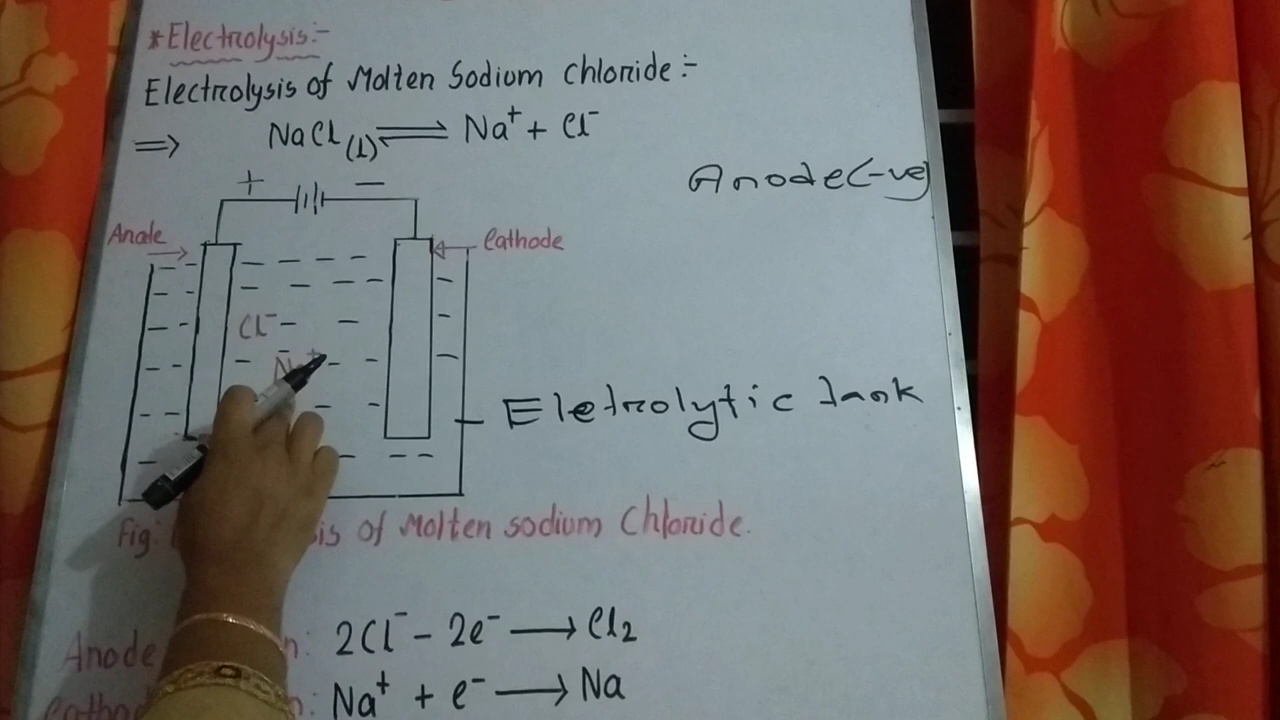 *Electrolysis:-
Electrolysis of Molten Sodium Chloride:-
⇒ NaCl(l) ⇌ Na⁺ + Cl⁻
Anode (-ve)
+ −
Anode
Cathode
Cl⁻
Eletrolytic tank
Fig: of Molten sodium Chloride.
Anode : 2Cl⁻ - 2e⁻ → Cl₂
: Na⁺ + e⁻ → Na